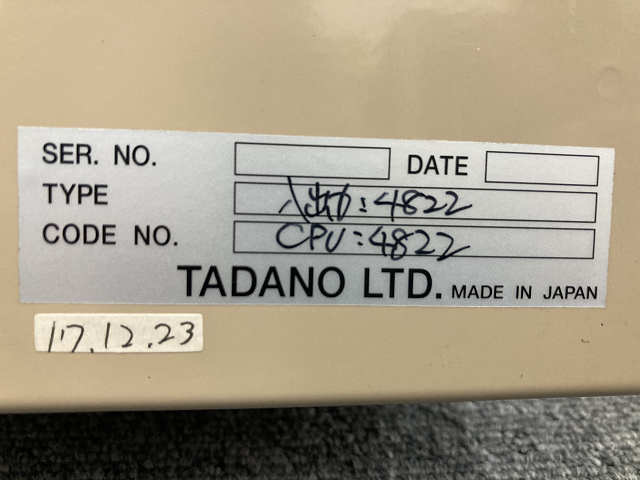 SER. NO. DATE
TYPE 入出力:4822
CODE NO. CPU:4822
TADANO LTD. MADE IN JAPAN
17.12.23